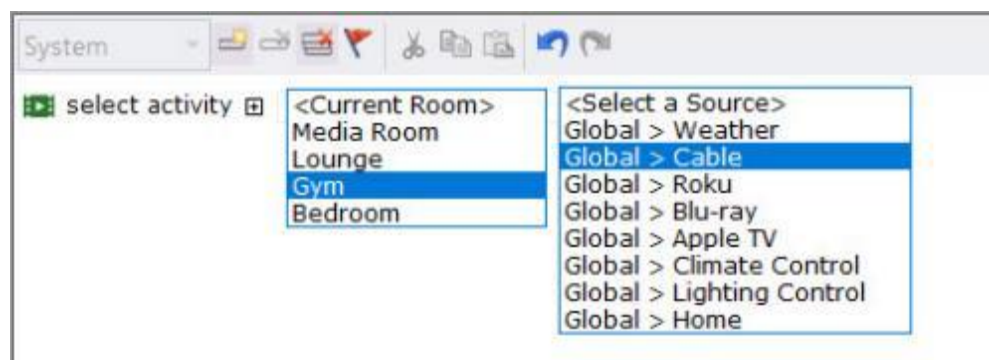 System
select activity
<Current Room>
Media Room
Lounge
Gym
Bedroom
<Select a Source>
Global > Weather
Global > Cable
Global > Roku
Global > Blu-ray
Global > Apple TV
Global > Climate Control
Global > Lighting Control
Global > Home